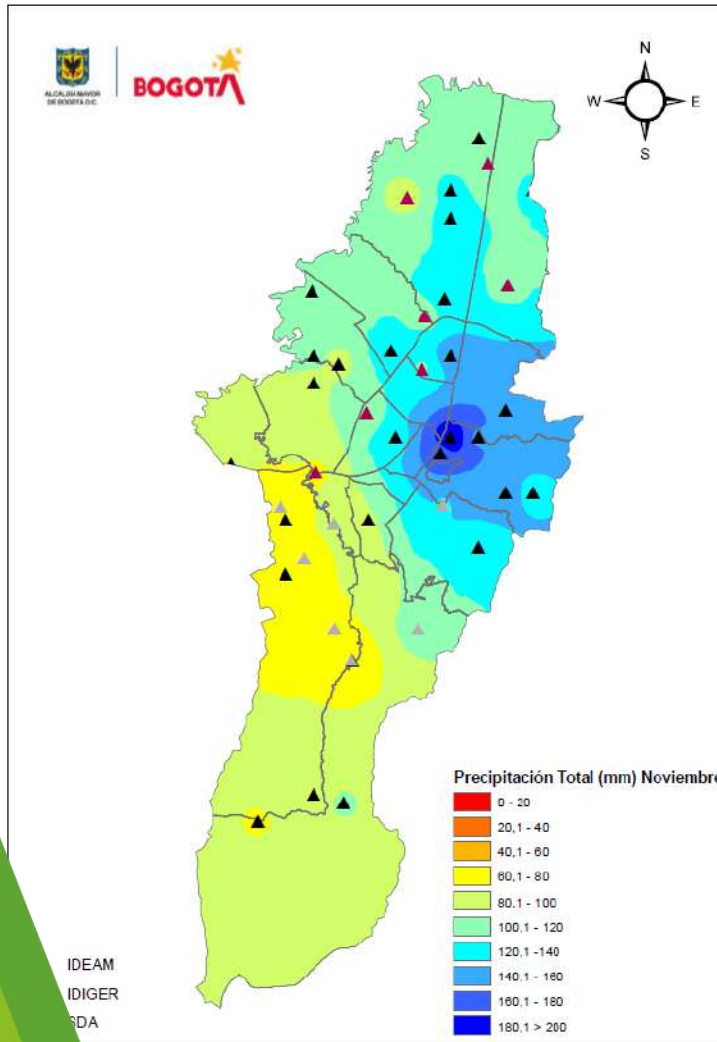 ALCALDÍA MAYOR
DE BOGOTÁ D.C.
BOGOTÁ
N
W
E
S
Precipitación Total (mm) Noviembre
0 - 20
20,1 - 40
40,1 - 60
60,1 - 80
80,1 - 100
100,1 - 120
120,1 -140
140,1 - 160
160,1 - 180
180,1 > 200
IDEAM
IDIGER
SDA